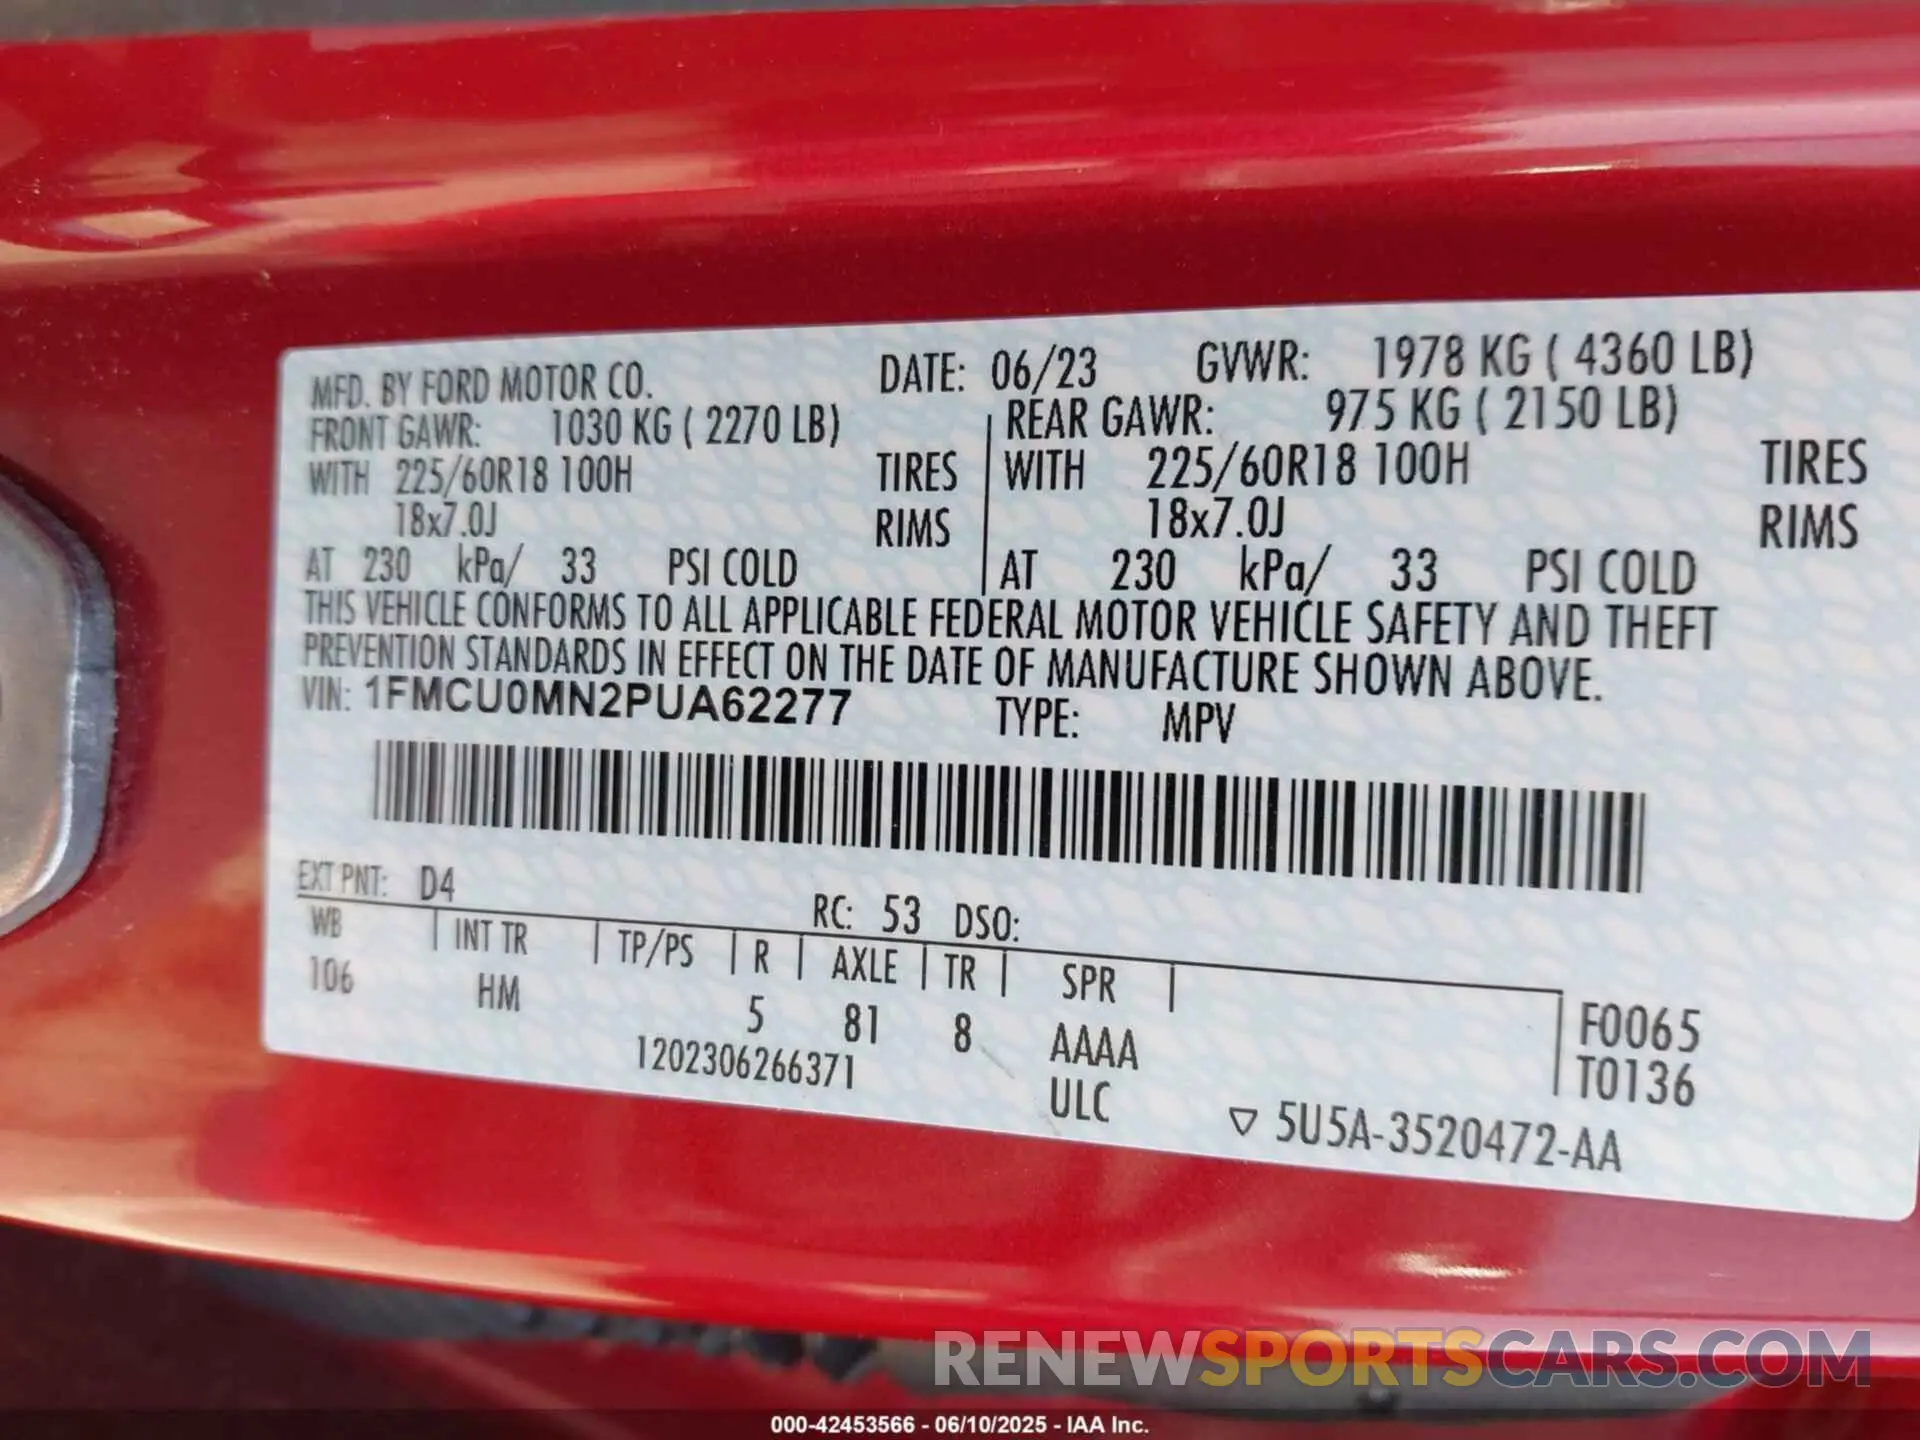 MFD. BY FORD MOTOR CO. DATE: 06/23 GVWR: 1978 KG ( 4360 LB)
FRONT GAWR: 1030 KG ( 2270 LB) REAR GAWR: 975 KG ( 2150 LB)
WITH 225/60R18 100H TIRES WITH 225/60R18 100H TIRES
18x7.0J RIMS 18x7.0J RIMS
AT 230 kPa/ 33 PSI COLD AT 230 kPa/ 33 PSI COLD
THIS VEHICLE CONFORMS TO ALL APPLICABLE FEDERAL MOTOR VEHICLE SAFETY AND THEFT
PREVENTION STANDARDS IN EFFECT ON THE DATE OF MANUFACTURE SHOWN ABOVE.
VIN: 1FMCU0MN2PUA62277 TYPE: MPV
EXT PNT: D4 RC: 53 DSO:
WB INT TR TP/PS R AXLE TR SPR
106 HM 5 81 8 AAAA F0065
1202306266371 ULC T0136
▽ 5U5A-3520472-AA
RENEWSPORTSCARS.COM
000-42453566 - 06/10/2025 - IAA Inc.